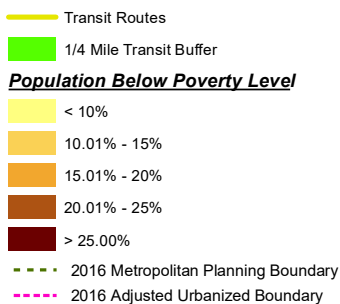 Transit Routes
1/4 Mile Transit Buffer
Population Below Poverty Level
< 10%
10.01% - 15%
15.01% - 20%
20.01% - 25%
> 25.00%
2016 Metropolitan Planning Boundary
2016 Adjusted Urbanized Boundary